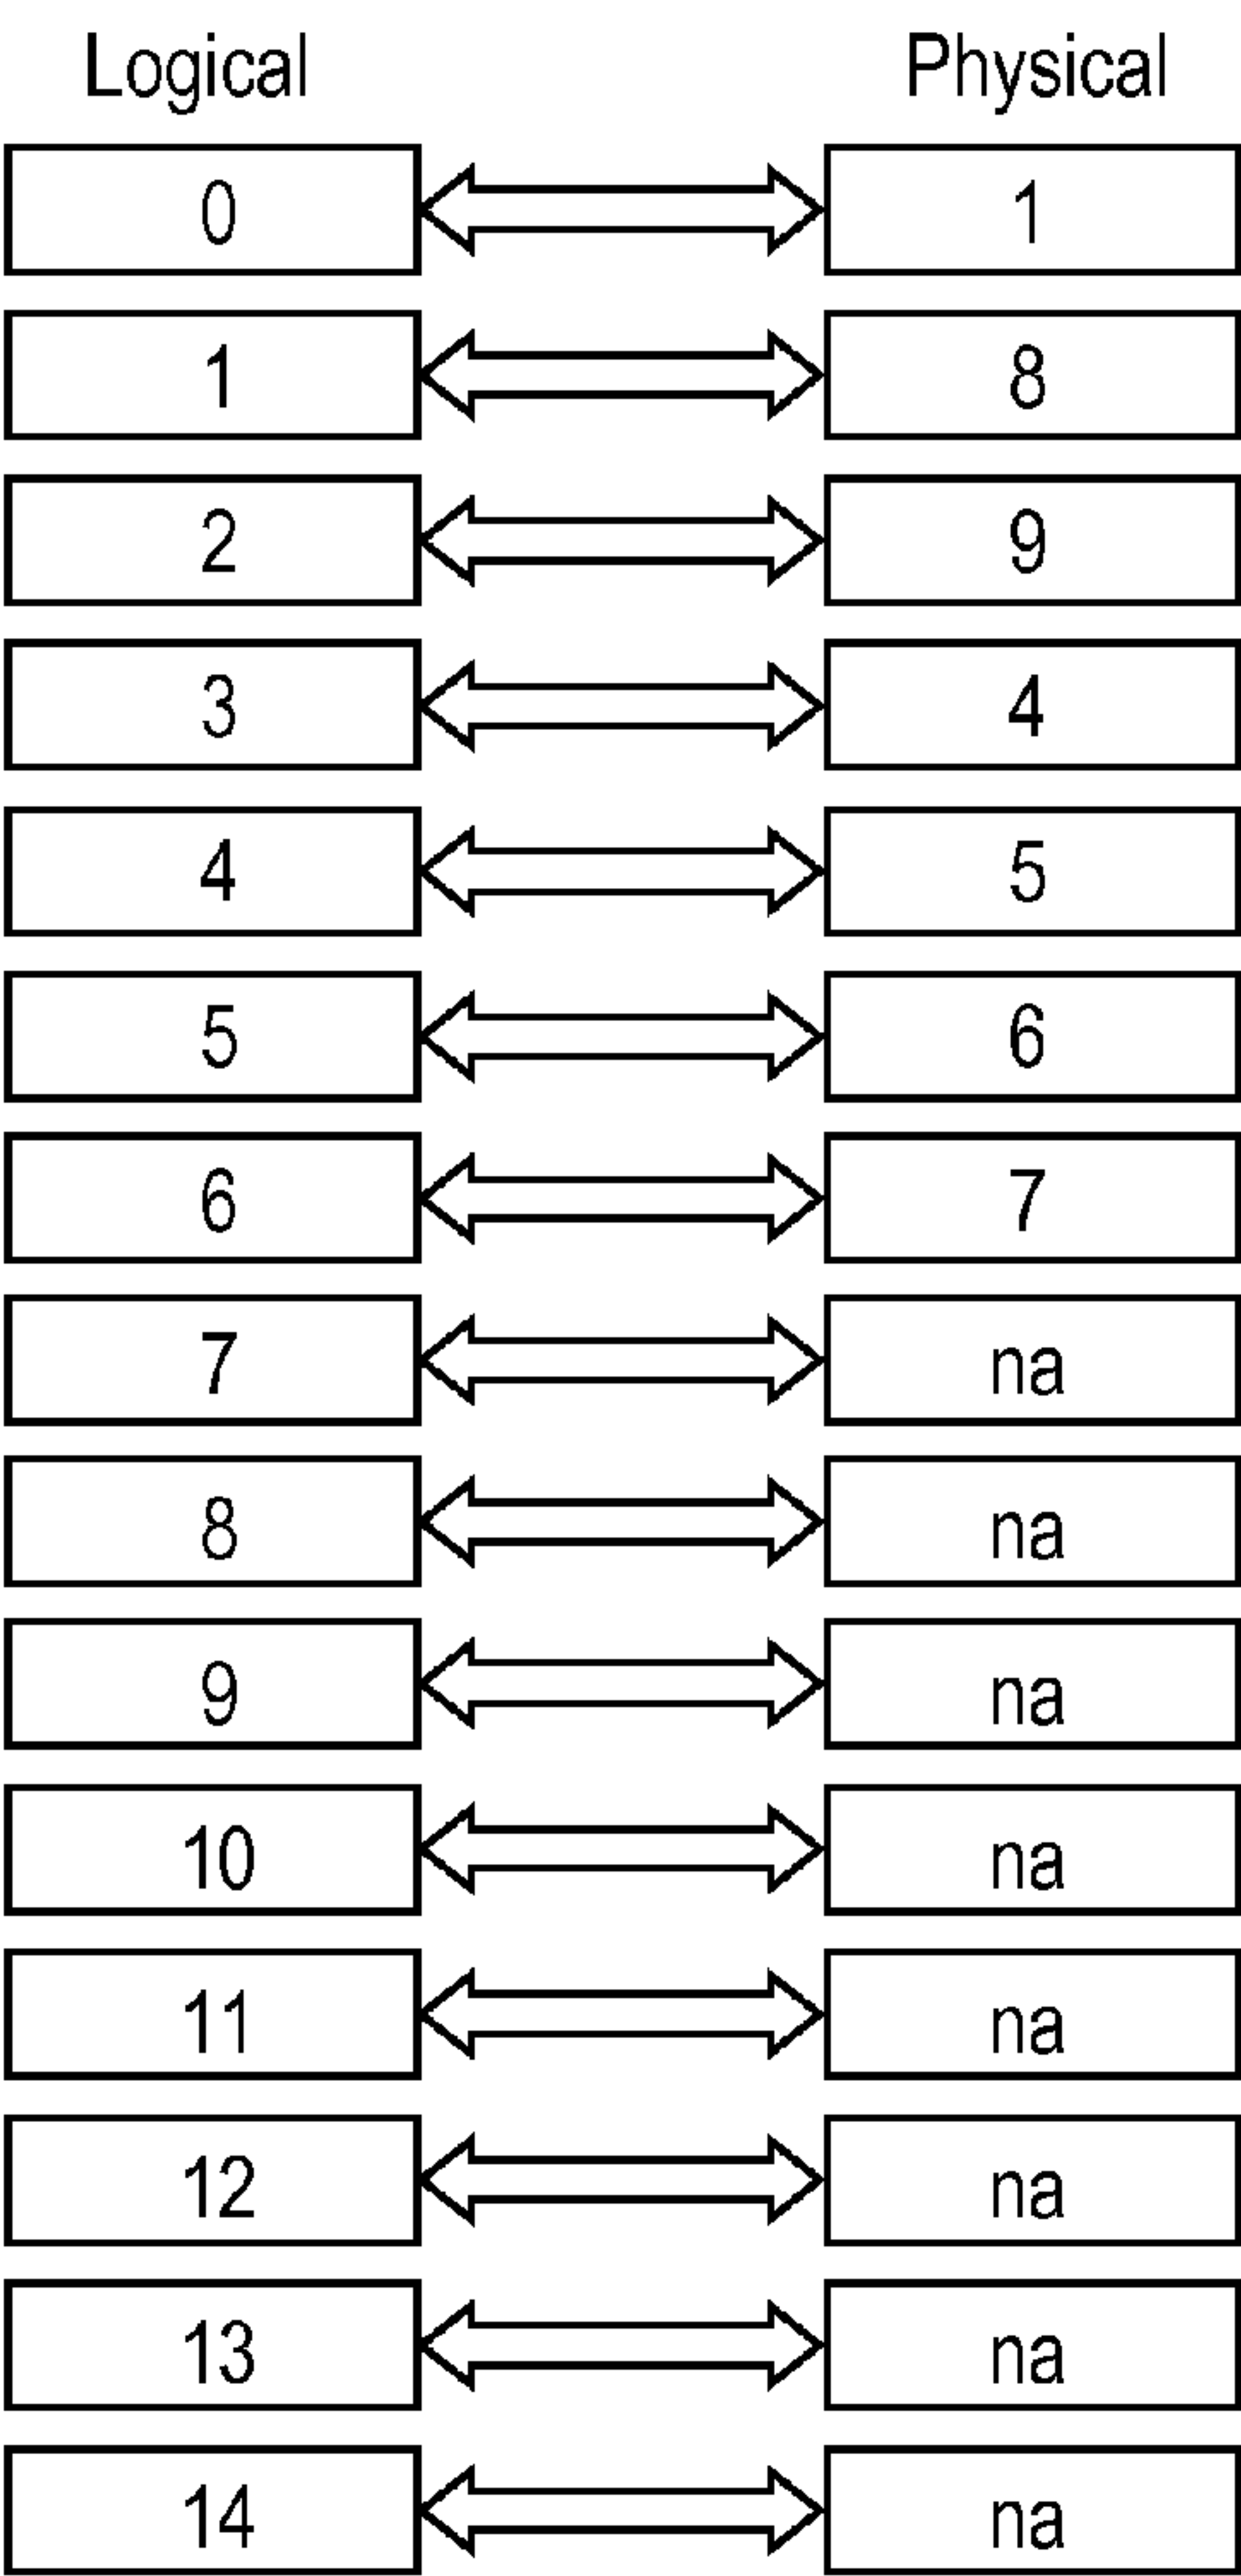 Logical Physical
0 1
1 8
2 9
3 4
4 5
5 6
6 7
7 na
8 na
9 na
10 na
11 na
12 na
13 na
14 na